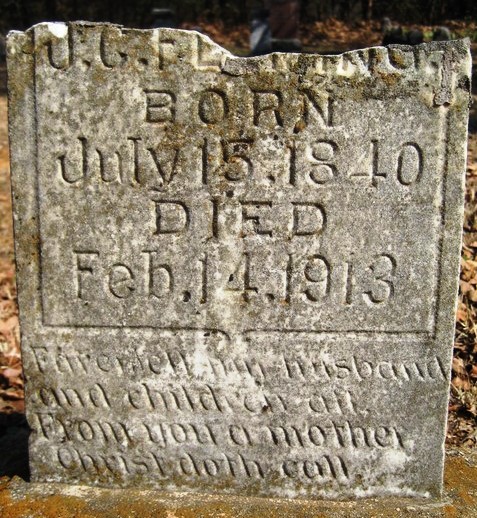 J. C. FLEMING.
BORN
July 15, 1840
DIED
Feb. 14, 1913
Farewell my husband
and children all
From you a mother
Christ doth call.